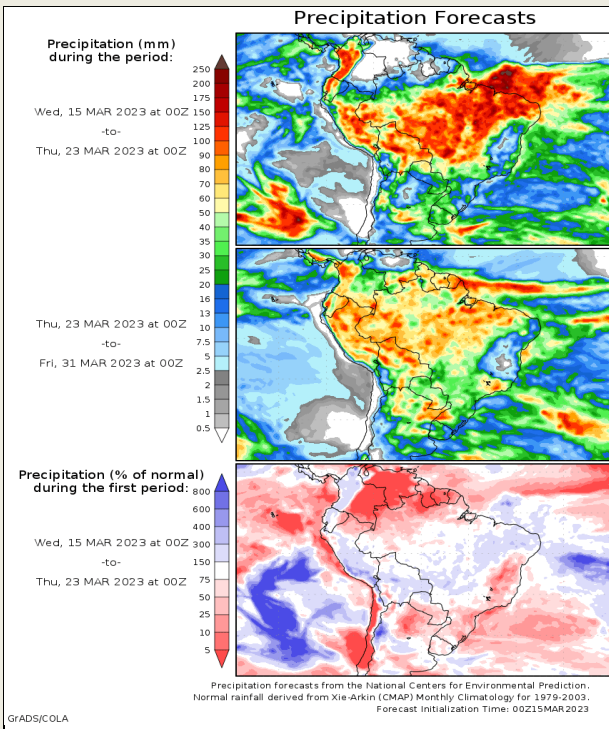 Precipitation Forecasts
Precipitation (mm)
during the period:
Wed, 15 MAR 2023 at 00Z
-to-
Thu, 23 MAR 2023 at 00Z
250
200
175
150
125
100
90
80
70
60
50
40
35
30
25
20
16
13
10
7.5
5
2.5
2
1.5
1
0.5
Thu, 23 MAR 2023 at 00Z
-to-
Fri, 31 MAR 2023 at 00Z
Precipitation (% of normal)
during the first period:
Wed, 15 MAR 2023 at 00Z
-to-
Thu, 23 MAR 2023 at 00Z
800
600
400
300
150
75
50
25
10
5
Precipitation forecasts from the National Centers for Environmental Prediction.
Normal rainfall derived from Xie-Arkin (CMAP) Monthly Climatology for 1979-2003.
Forecast Initialization Time: 00Z15MAR2023
GrADS/COLA